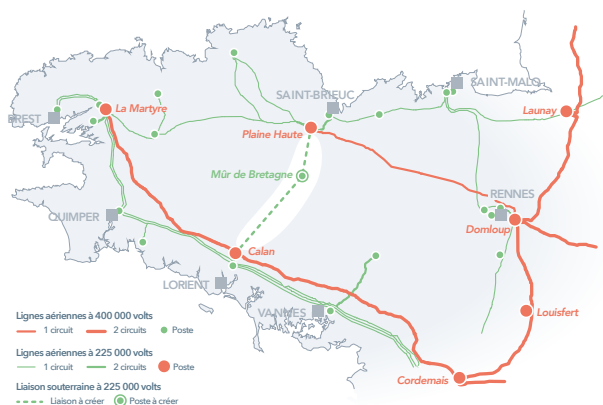 SAINT-MALO
SAINT-BRIEUC
La Martyre
BREST
Launay
Plaine Haute
Mûr de Bretagne
RENNES
QUIMPER
Domloup
Calan
LORIENT
VANNES
Louisfert
Cordemais
Lignes aériennes à 400 000 volts
1 circuit 2 circuits Poste
Lignes aériennes à 225 000 volts
1 circuit 2 circuits Poste
Liaison souterraine à 225 000 volts
Liaison à créer Poste à créer